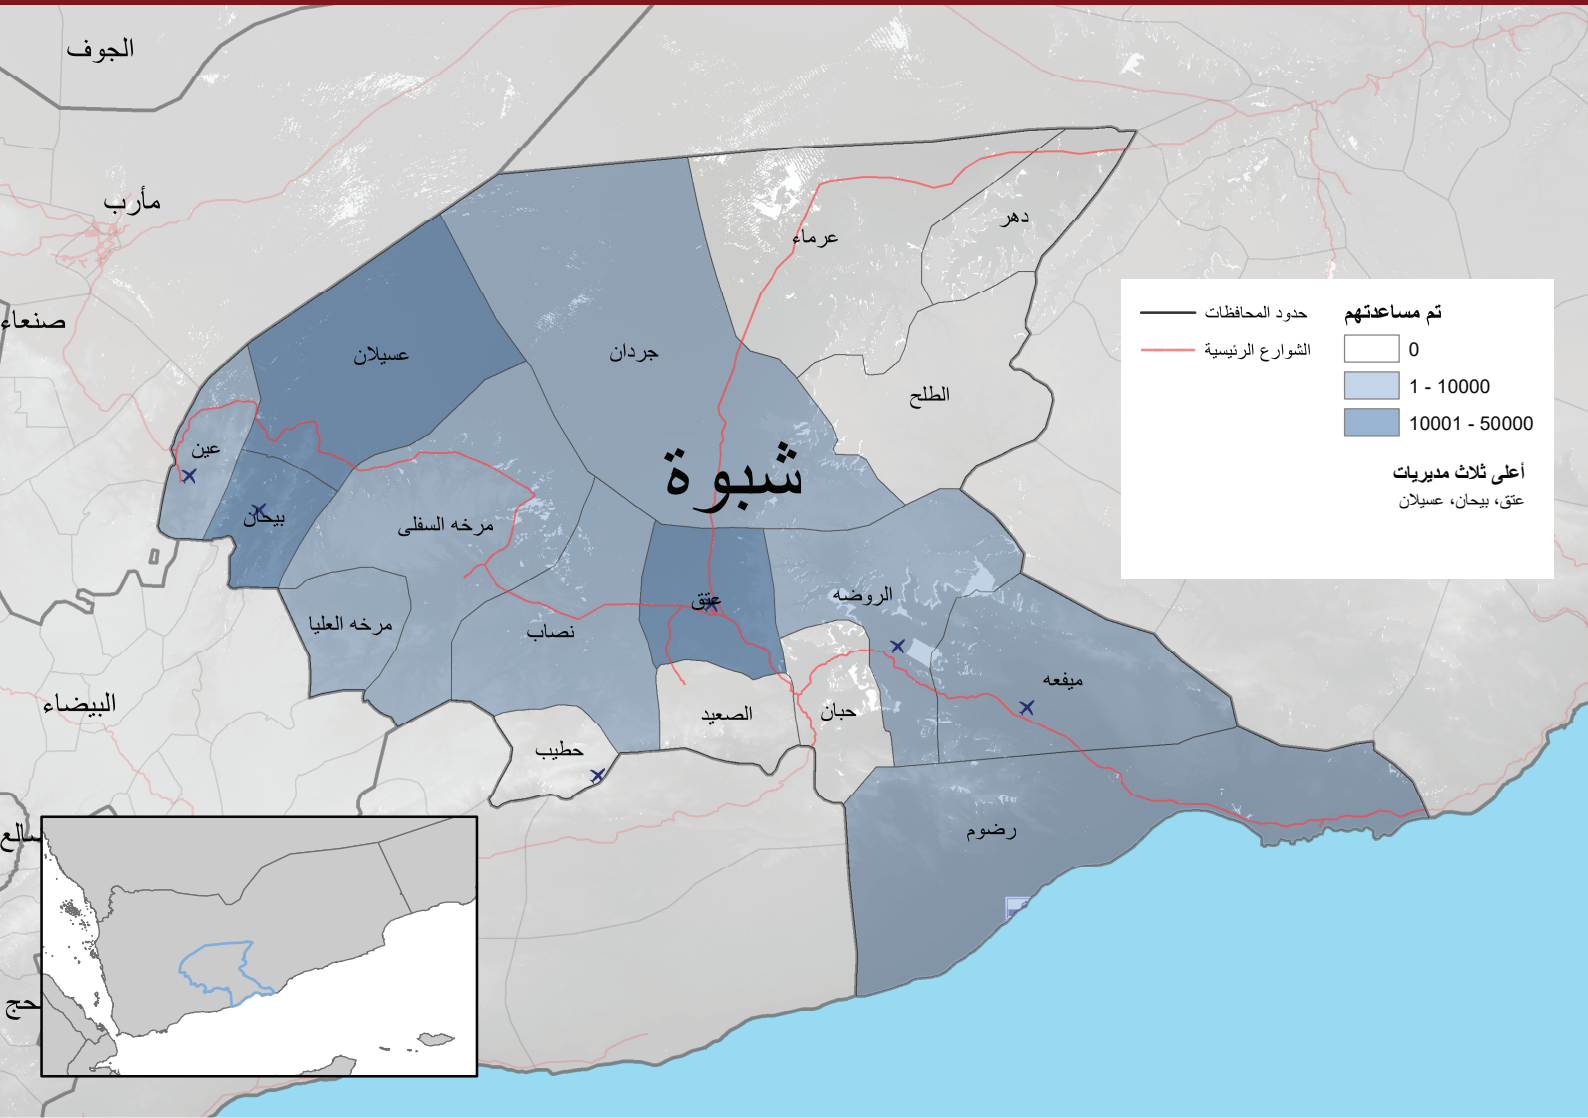 الجوف
مأرب
صنعاء
دهر
عرماء
عسيلان
جردان
الطلح
عين
شبوة
بيحان
مرخه السفلى
الروضه
عتق
مرخه العليا
نصاب
ميفعه
البيضاء
الصعيد
حبان
حطيب
رضوم
حدود المحافظات
الشوارع الرئيسية
تم مساعدتهم
0
1 - 10000
10001 - 50000
أعلى ثلاث مديريات
عتق، بيحان، عسيلان